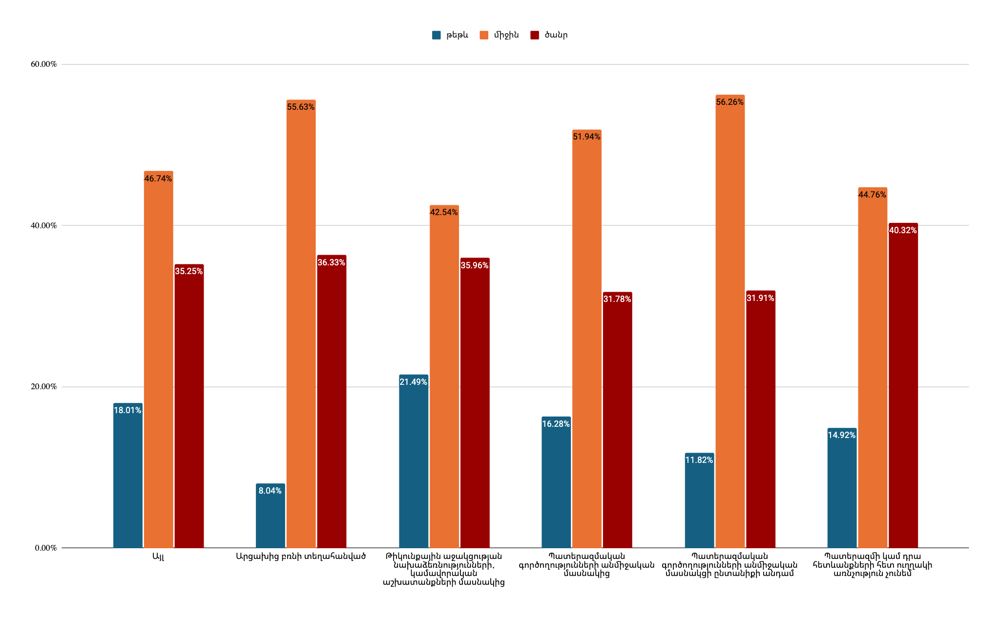 թեթև միջին ծանր
60.00%
40.00%
20.00%
0.00%
18.01% 46.74% 35.25%
8.04% 55.63% 36.33%
21.49% 42.54% 35.96%
16.28% 51.94% 31.78%
11.82% 56.26% 31.91%
14.92% 44.76% 40.32%
Այլ
Արցախից բռնի տեղահանված
Թիկունքային աջակցության
նախաձեռնությունների,
կամավորական
աշխատանքների մասնակից
Պատերազմական
գործողությունների անմիջական
մասնակից
Պատերազմական
գործողությունների անմիջական
մասնակցի ընտանիքի անդամ
Պատերազմի կամ դրա
հետևանքների հետ ուղղակի
առնչություն չունեմ